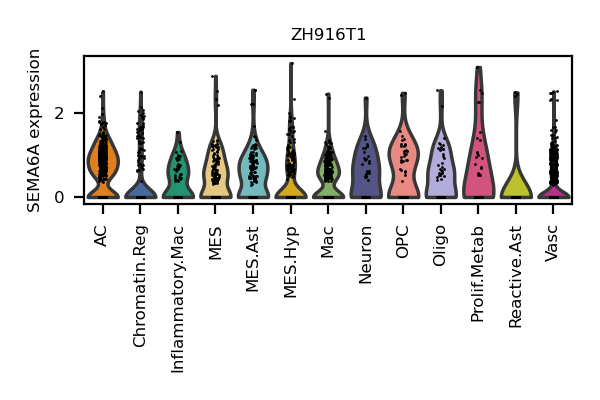 ZH916T1
SEMA6A expression
2
0
AC
Chromatin.Reg
Inflammatory.Mac
MES
MES.Ast
MES.Hyp
Mac
Neuron
OPC
Oligo
Prolif.Metab
Reactive.Ast
Vasc